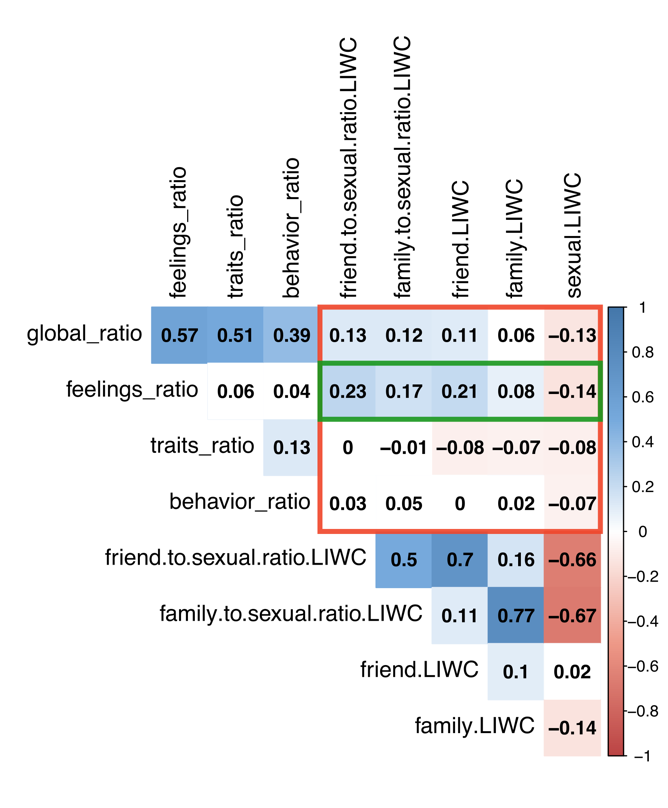 feelings_ratio
traits_ratio
behavior_ratio
friend.to.sexual.ratio.LIWC
family.to.sexual.ratio.LIWC
friend.LIWC
family.LIWC
sexual.LIWC
global_ratio 0.57 0.51 0.39 0.13 0.12 0.11 0.06 −0.13
feelings_ratio 0.06 0.04 0.23 0.17 0.21 0.08 −0.14
traits_ratio 0.13 0 −0.01 −0.08 −0.07 −0.08
behavior_ratio 0.03 0.05 0 0.02 −0.07
friend.to.sexual.ratio.LIWC 0.5 0.7 0.16 −0.66
family.to.sexual.ratio.LIWC 0.11 0.77 −0.67
friend.LIWC 0.1 0.02
family.LIWC −0.14
1
0.8
0.6
0.4
0.2
0
−0.2
−0.4
−0.6
−0.8
−1